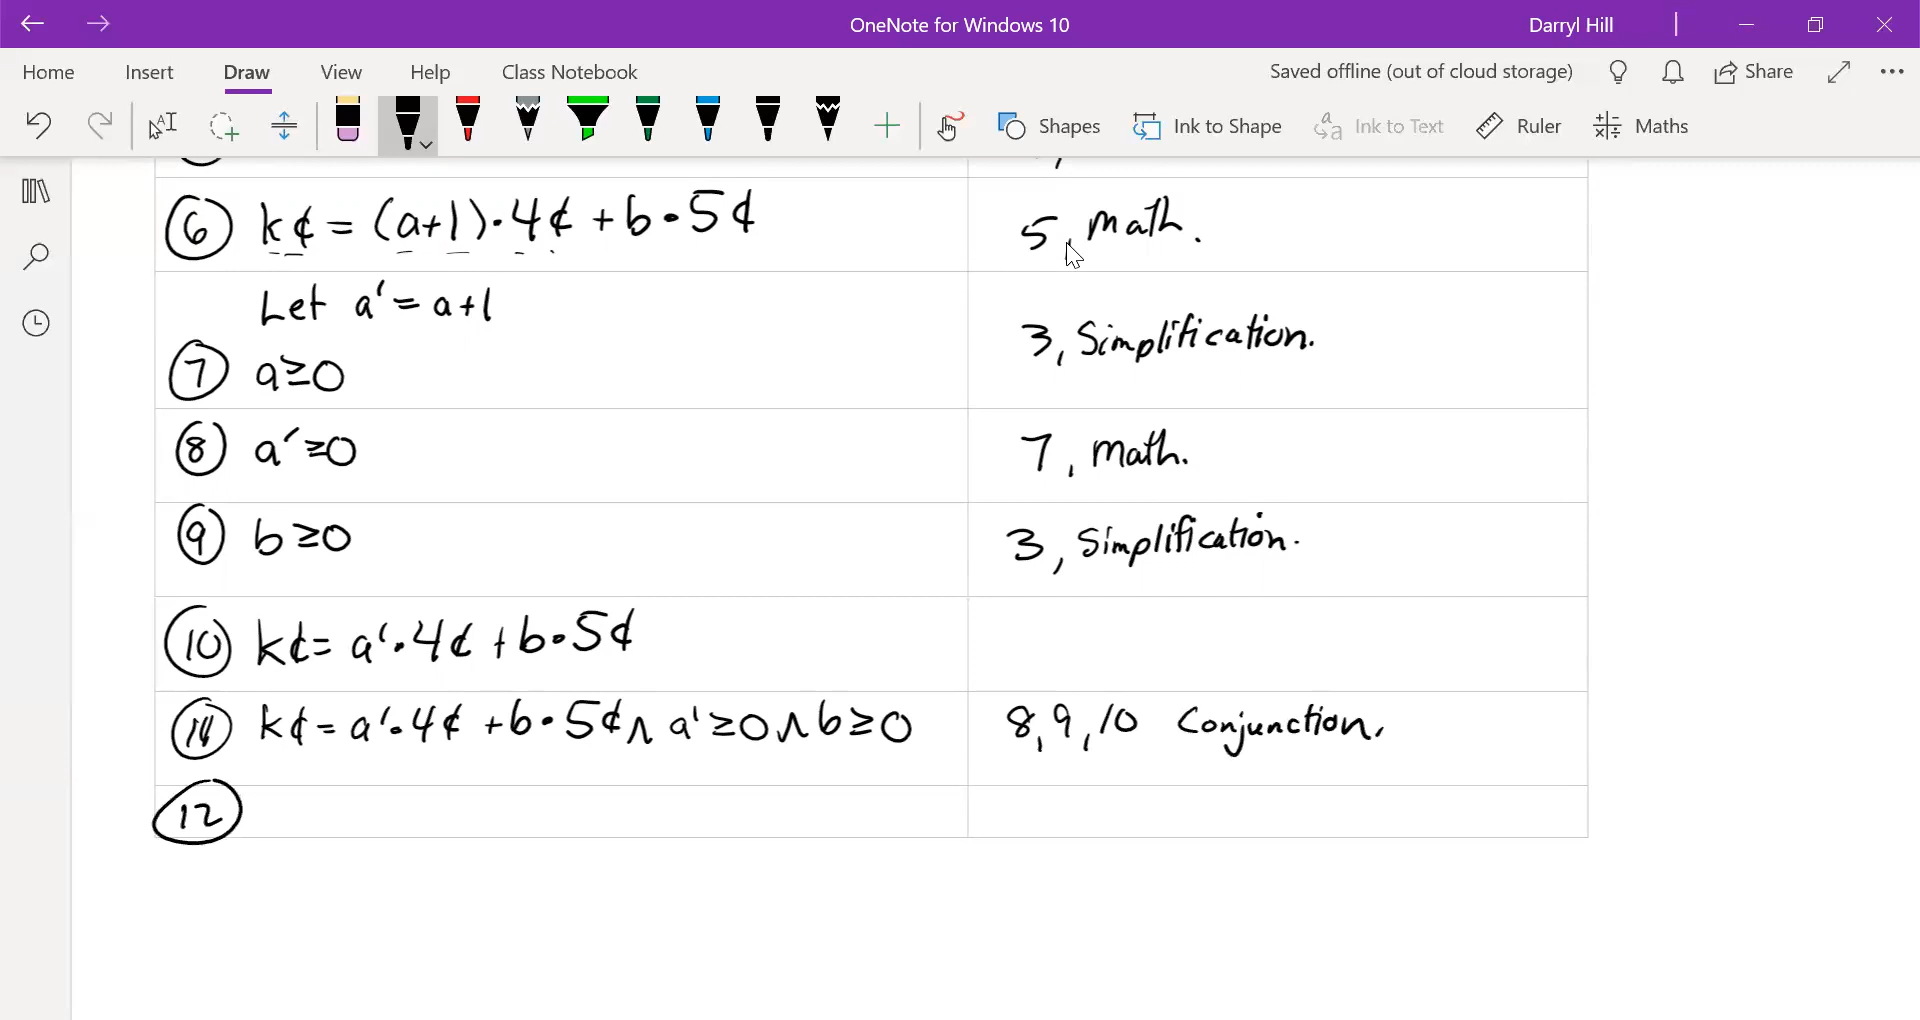 OneNote for Windows 10
Darryl Hill
Home Insert Draw View Help Class Notebook
Saved offline (out of cloud storage)
Share
Shapes Ink to Shape Ink to Text Ruler Maths
⑥ k¢ = (a+1)·4¢ + b·5¢ 5, Math.
Let a' = a+1
3, Simplification.
⑦ a≥0
⑧ a'≥0 7, Math.
⑨ b≥0 3, Simplification.
⑩ k¢ = a'·4¢ + b·5¢
⑪ k¢ = a'·4¢ + b·5¢ ∧ a'≥0 ∧ b≥0 8, 9, 10 Conjunction.
⑫